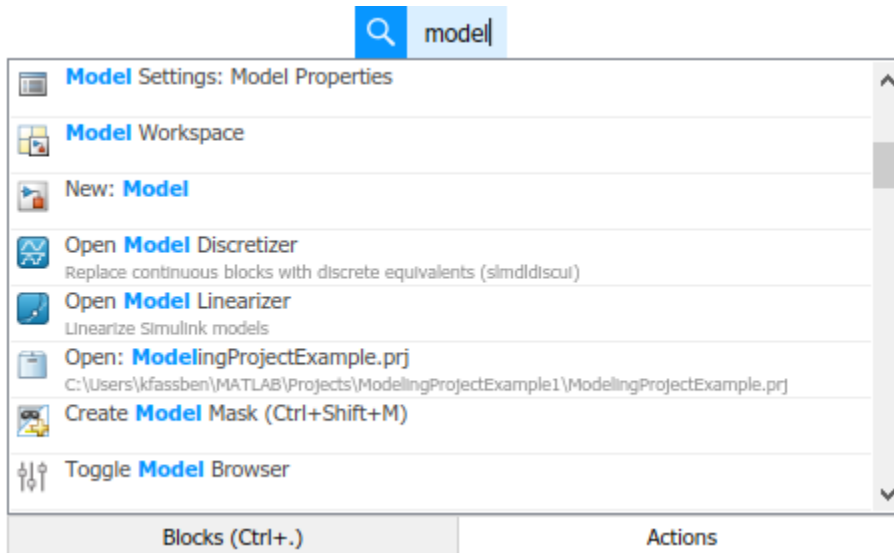 model
Model Settings: Model Properties
Model Workspace
New: Model
Open Model Discretizer
Replace continuous blocks with discrete equivalents (slmdldiscui)
Open Model Linearizer
Linearize Simulink models
Open: ModelingProjectExample.prj
C:\Users\kfassben\MATLAB\Projects\ModelingProjectExample1\ModelingProjectExample.prj
Create Model Mask (Ctrl+Shift+M)
Toggle Model Browser
Blocks (Ctrl+.)
Actions